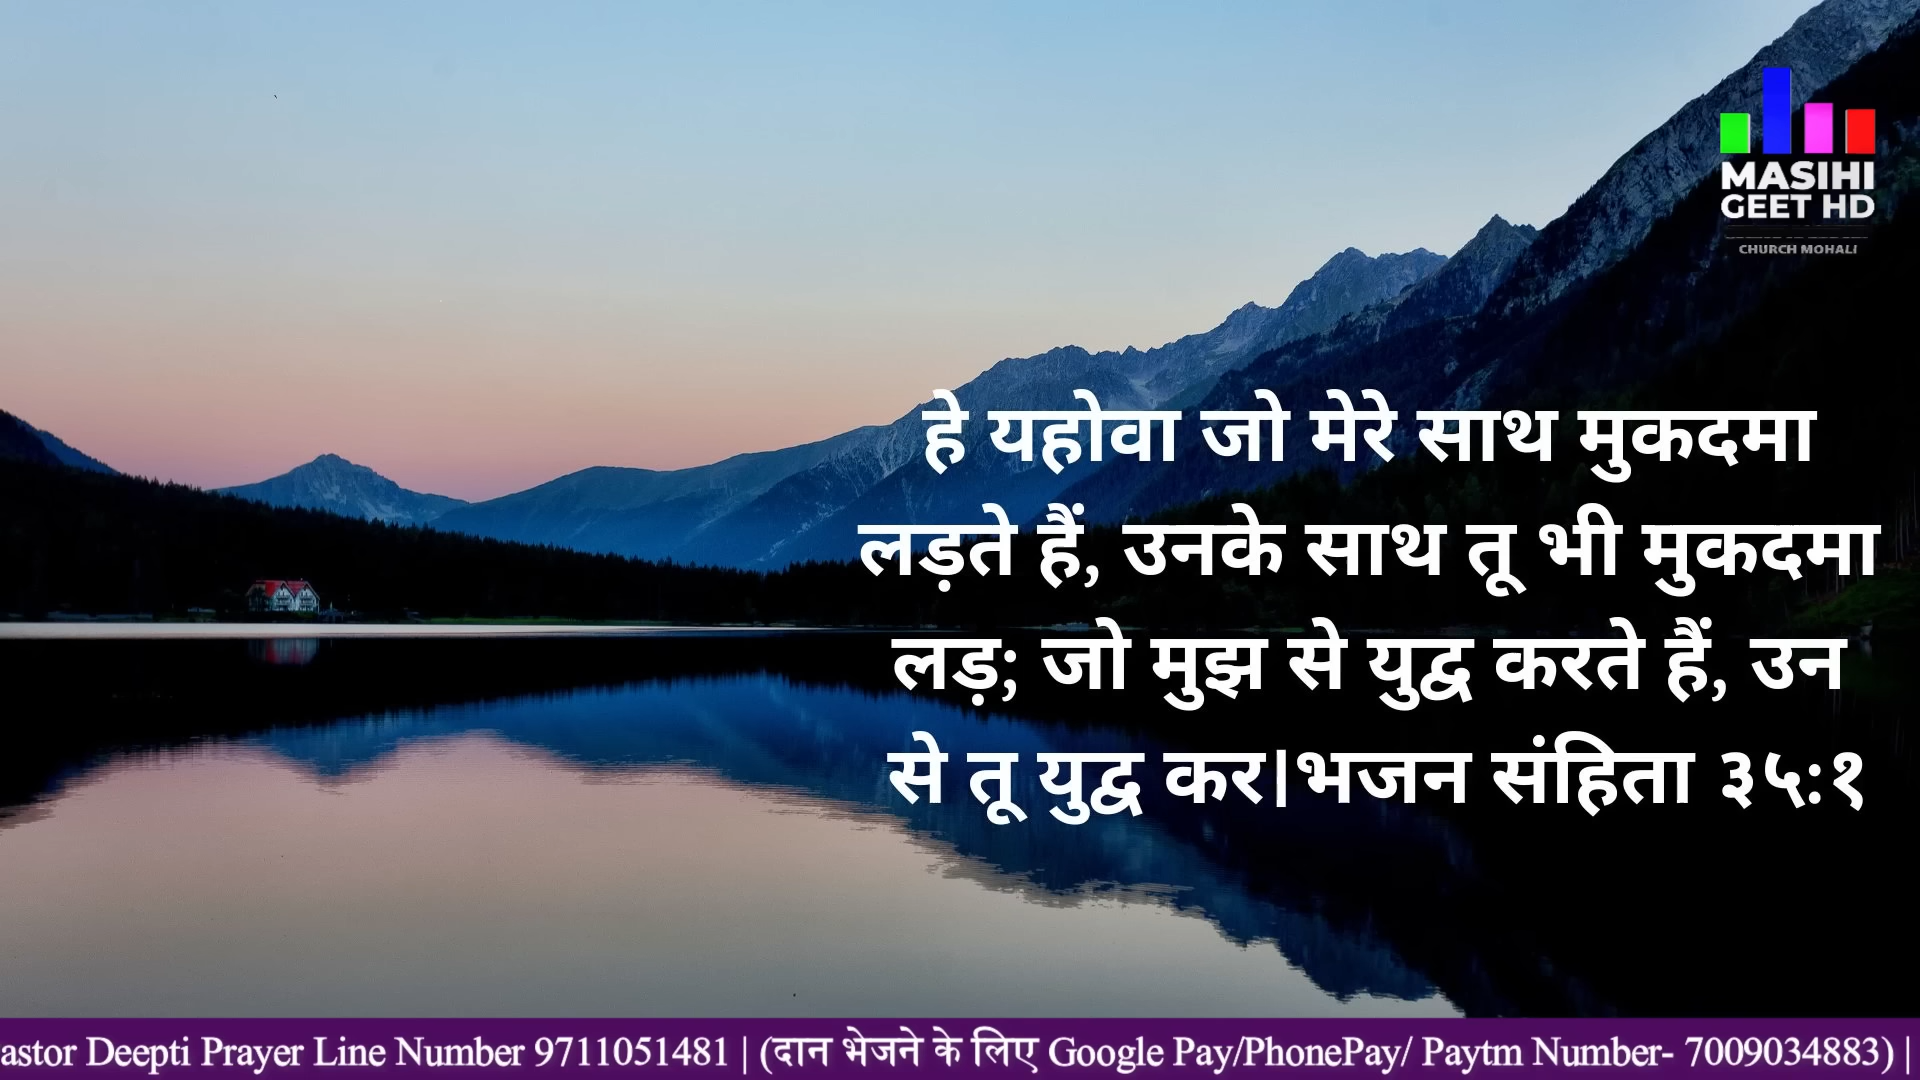 MASIHI
GEET HD
CHURCH MOHALI
हे यहोवा जो मेरे साथ मुकदमा
लड़ते हैं, उनके साथ तू भी मुकदमा
लड़; जो मुझ से युद्ध करते हैं, उन
से तू युद्ध कर।भजन संहिता ३५:१
astor Deepti Prayer Line Number 9711051481 | (दान भेजने के लिए Google Pay/PhonePay/ Paytm Number- 7009034883) |